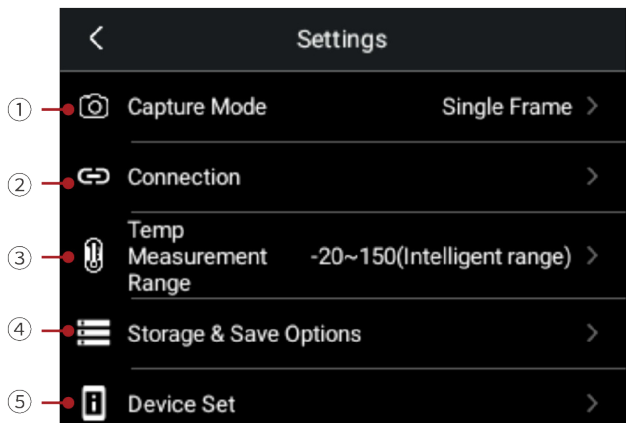 Settings
① Capture Mode Single Frame
② Connection
Temp
③ Measurement -20~150(Intelligent range)
Range
④ Storage & Save Options
⑤ Device Set